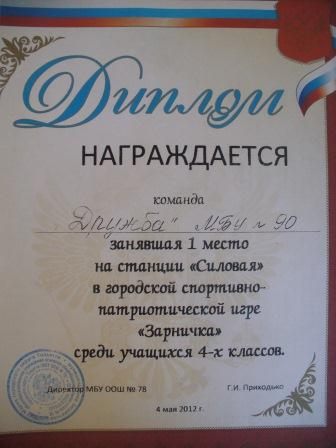 Диплом
НАГРАЖДАЕТСЯ
команда
"Дружба" МБУ № 90
занявшая 1 место
на станции «Силовая»
в городской спортивно-
патриотической игре
«Зарничка»
среди учащихся 4-х классов.
Директор МБУ ООШ № 78 Г.И. Приходько
4 мая 2012 г.